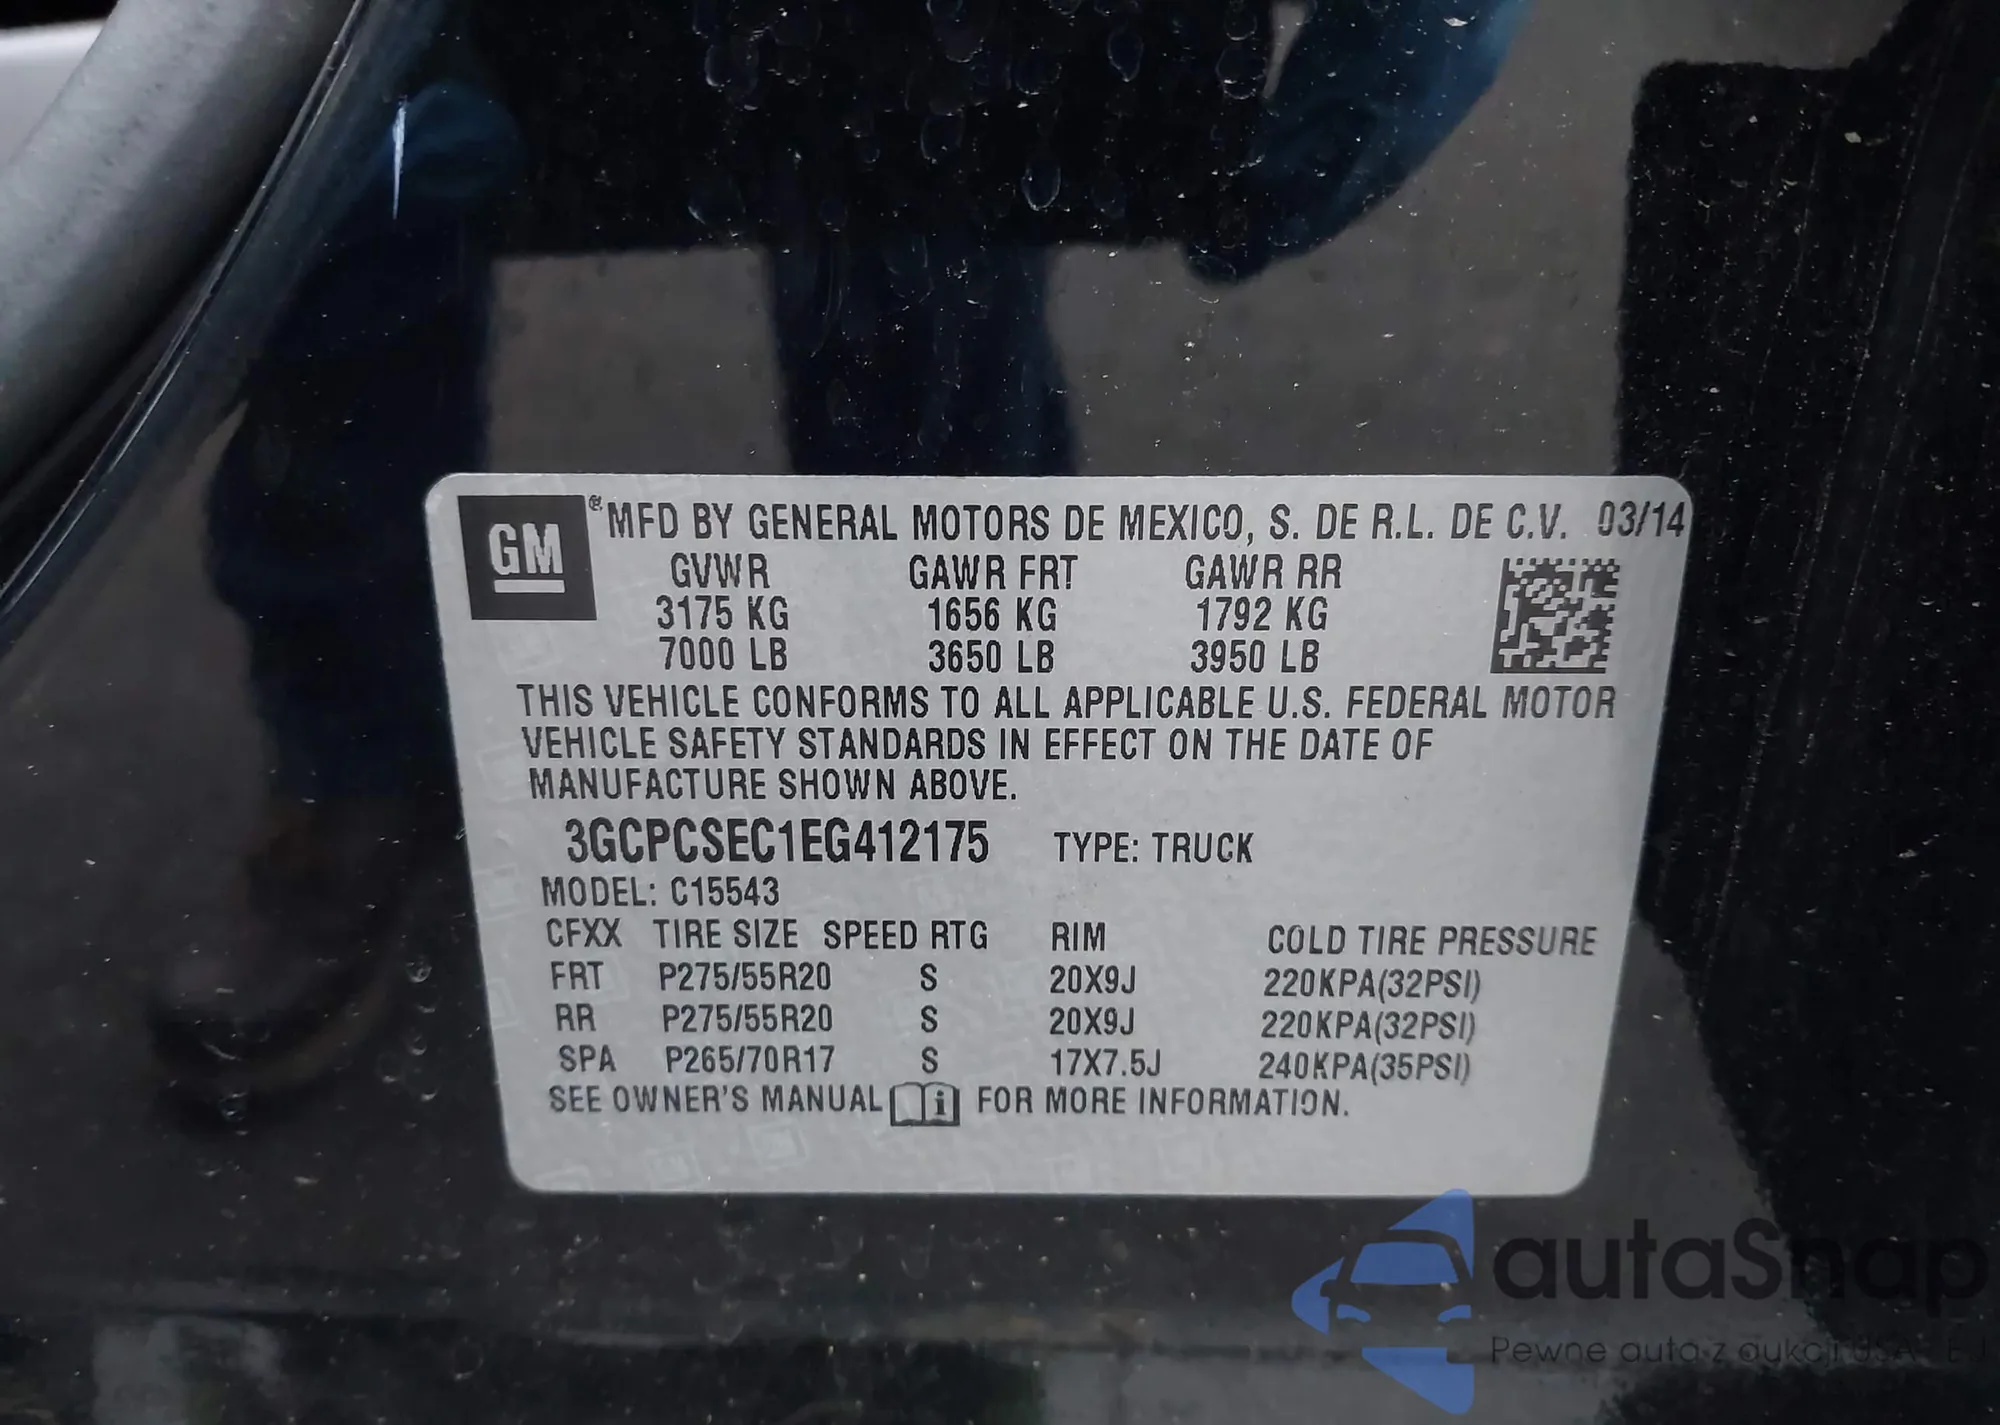 GM ® MFD BY GENERAL MOTORS DE MEXICO, S. DE R.L. DE C.V. 03/14
GVWR GAWR FRT GAWR RR
3175 KG 1656 KG 1792 KG
7000 LB 3650 LB 3950 LB
THIS VEHICLE CONFORMS TO ALL APPLICABLE U.S. FEDERAL MOTOR
VEHICLE SAFETY STANDARDS IN EFFECT ON THE DATE OF
MANUFACTURE SHOWN ABOVE.
3GCPCSEC1EG412175 TYPE: TRUCK
MODEL: C15543
CFXX TIRE SIZE SPEED RTG RIM COLD TIRE PRESSURE
FRT P275/55R20 S 20X9J 220KPA(32PSI)
RR P275/55R20 S 20X9J 220KPA(32PSI)
SPA P265/70R17 S 17X7.5J 240KPA(35PSI)
SEE OWNER'S MANUAL i FOR MORE INFORMATION.
autaSnap
Pewne auta z aukcji USA